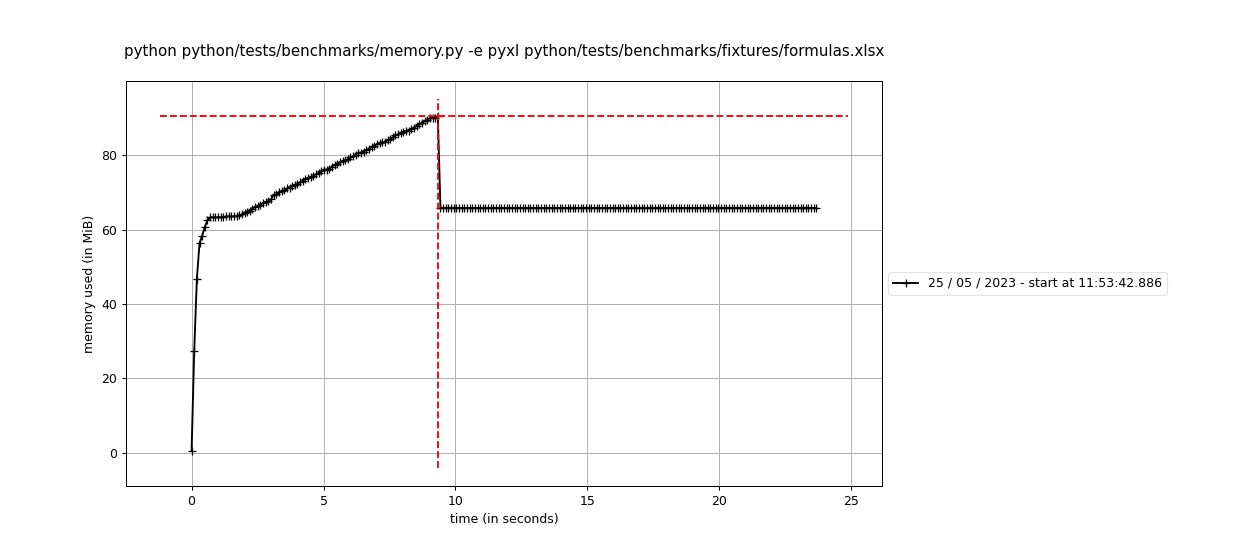 python python/tests/benchmarks/memory.py -e pyxl python/tests/benchmarks/fixtures/formulas.xlsx
memory used (in MiB)
80
60
40
20
0
0 5 10 15 20 25
time (in seconds)
25 / 05 / 2023 - start at 11:53:42.886